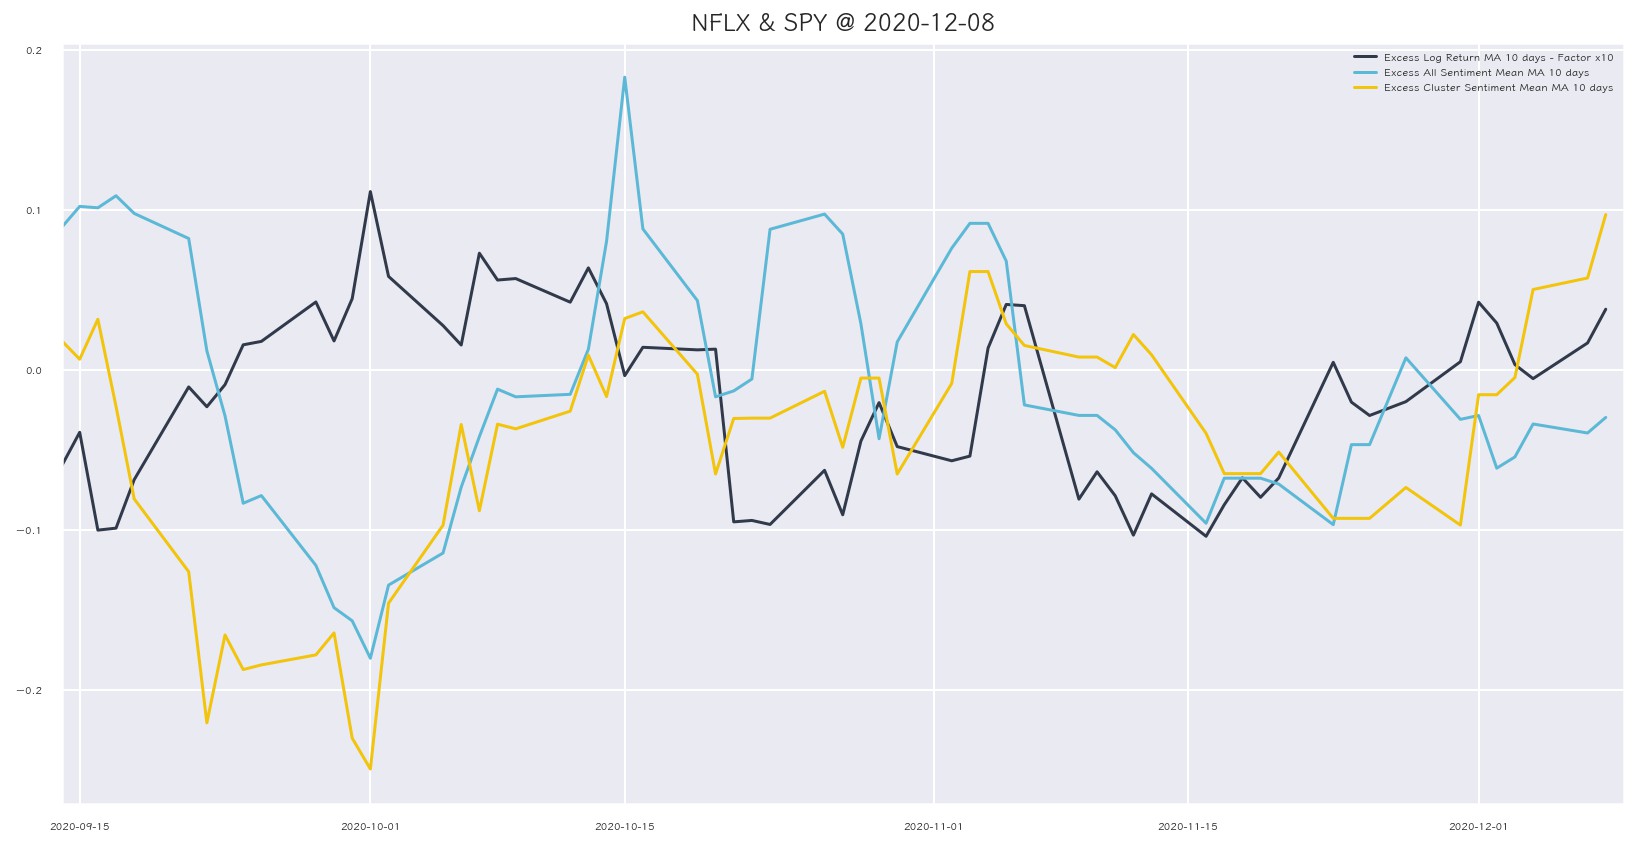 NFLX & SPY @ 2020-12-08
Excess Log Return MA 10 days - Factor x10
Excess All Sentiment Mean MA 10 days
Excess Cluster Sentiment Mean MA 10 days
0.2
0.1
0.0
−0.1
−0.2
2020-09-15 2020-10-01 2020-10-15 2020-11-01 2020-11-15 2020-12-01